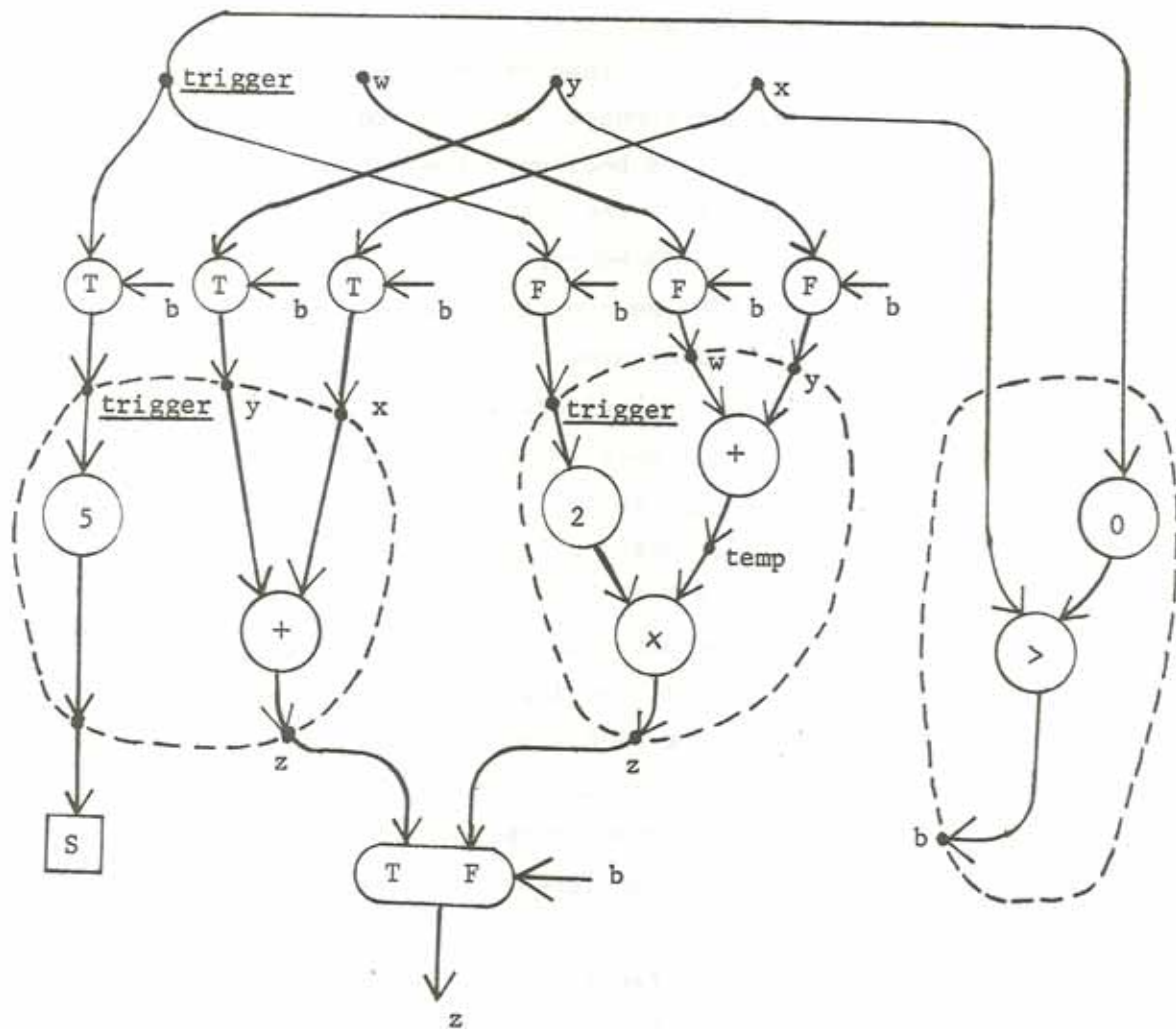 trigger w y x
T b T b T b F b F b F b
trigger y x trigger w y
+
5 2 0
temp
+ x >
z z
S T F b b
z